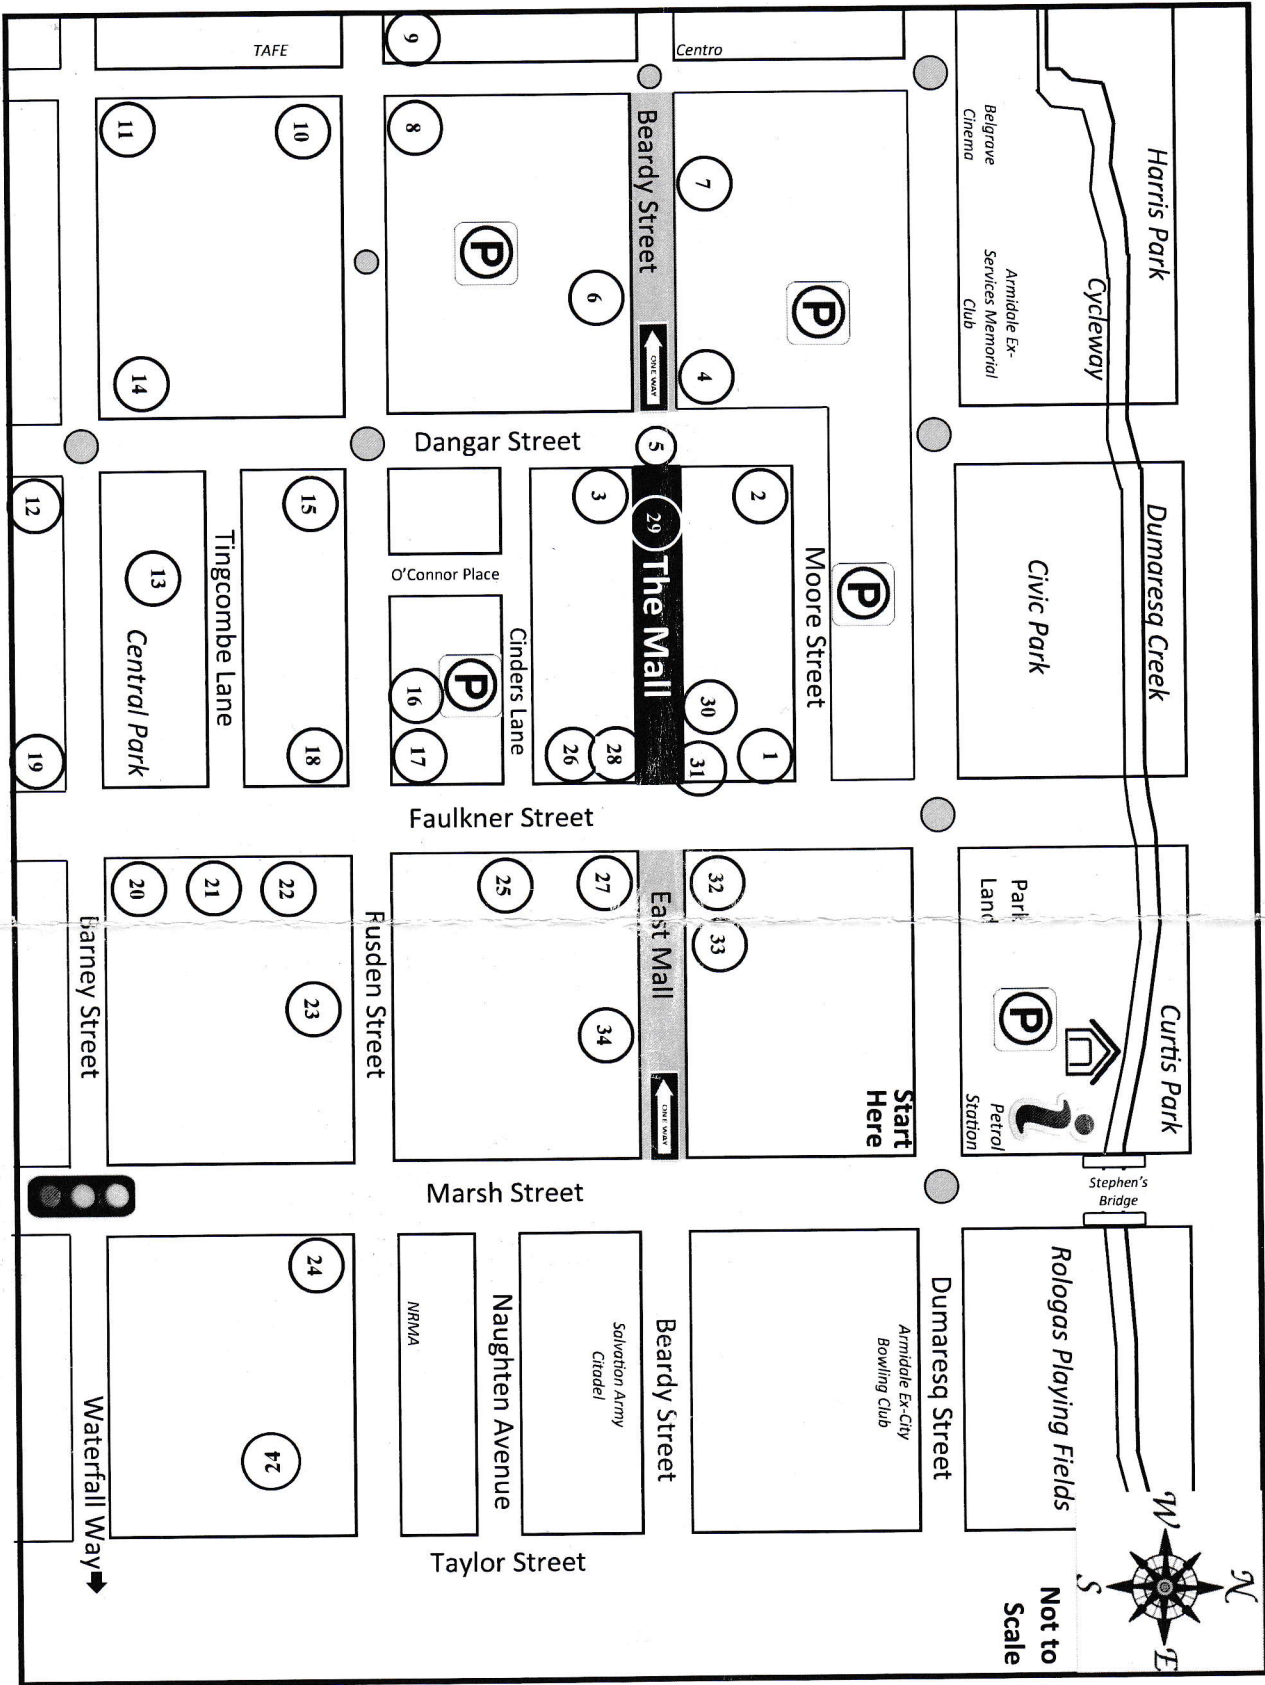 N
W
E
S
Harris Park
Dumaresq Creek
Curtis Park
Cycleway
Stephen's
Bridge
Rologas Playing Fields
Not to
Scale
Civic Park
Park
Land
P
i
Petrol
Station
Belgrave
Cinema
Armidale Ex-
Services Memorial
Club
Dumaresq Street
Start
Here
Armidale Ex-City
Bowling Club
P
P
Moore Street
7
4
2
1
30
31
32
33
Centro
Beardy Street
ONE WAY
5
29
The Mall
East Mall
ONE WAY
Beardy Street
6
3
28
26
27
34
Salvation Army
Citadel
P
Cinders Lane
25
Naughten Avenue
P
9
8
Dangar Street
O'Connor Place
16
17
Faulkner Street
Marsh Street
NRMA
Taylor Street
Rusden Street
TAFE
10
15
18
22
23
24
24
Tingcombe Lane
21
11
14
13
Central Park
20
Barney Street
Waterfall Way
12
19